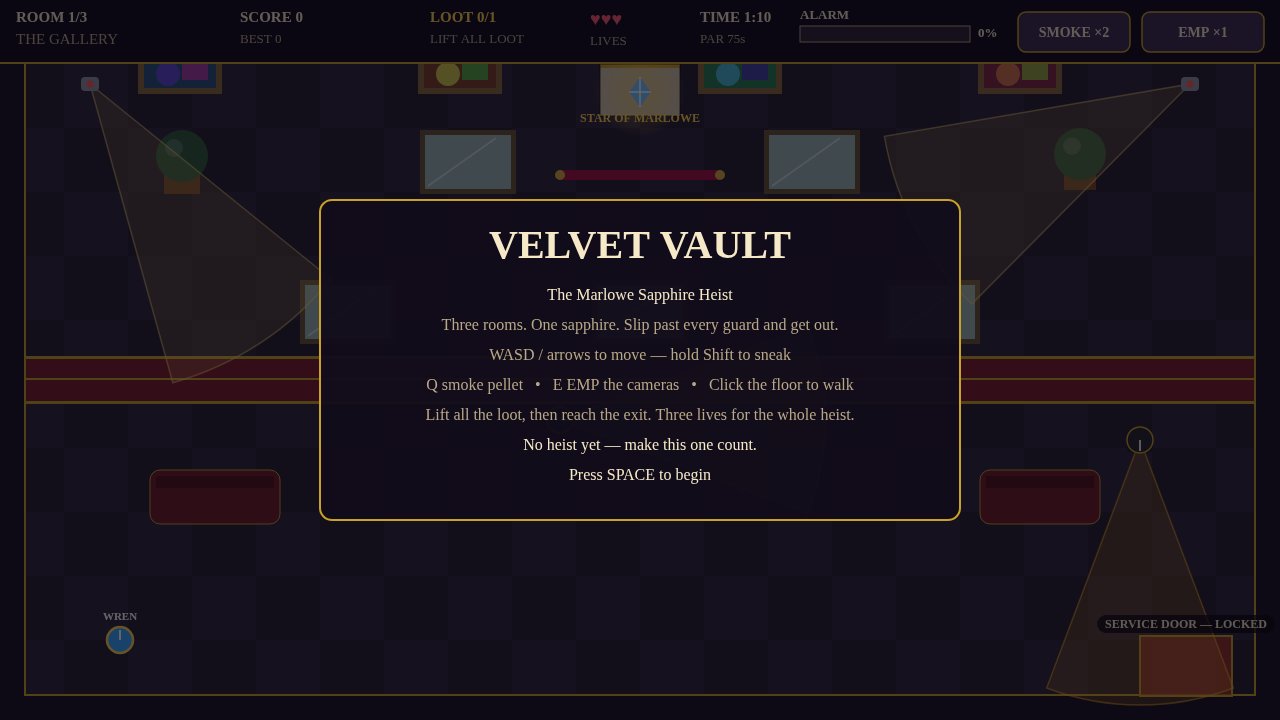 ROOM 1/3
THE GALLERY
SCORE 0
BEST 0
LOOT 0/1
LIFT ALL LOOT
♥♥♥
LIVES
TIME 1:10
PAR 75s
ALARM
0%
SMOKE ×2
EMP ×1
STAR OF MARLOWE
VELVET VAULT
The Marlowe Sapphire Heist
Three rooms. One sapphire. Slip past every guard and get out.
WASD / arrows to move — hold Shift to sneak
Q smoke pellet • E EMP the cameras • Click the floor to walk
Lift all the loot, then reach the exit. Three lives for the whole heist.
No heist yet — make this one count.
Press SPACE to begin
WREN
SERVICE DOOR — LOCKED